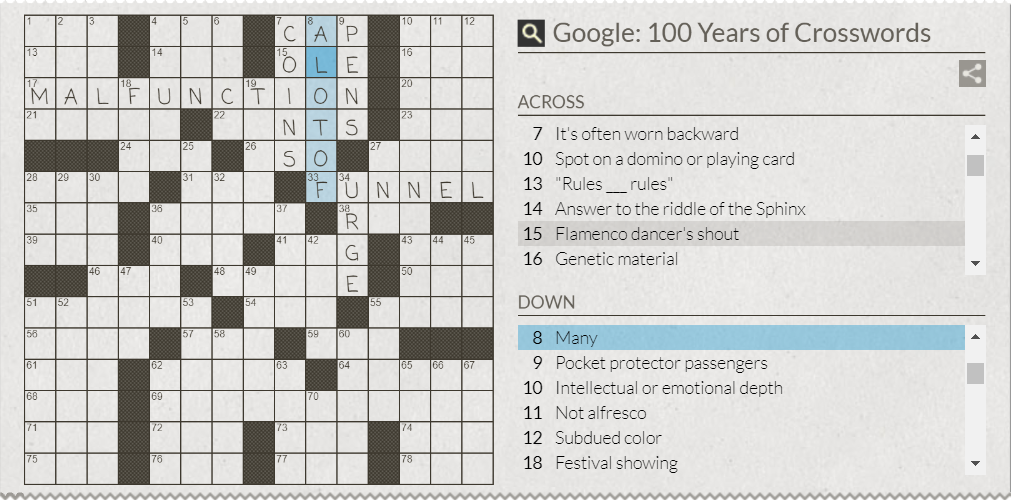 1 2 3 4 5 6 7 8 9 10 11 12
C A P
13 14 15 16
O L E
17 18 19 20
M A L F U N C T I O N
21 22 23
N T S
24 25 26 27
S O
28 29 30 31 32 33 34
F U N N E L
35 36 37 38
R
39 40 41 42 43 44 45
G
46 47 48 49 50
E
51 52 53 54 55
56 57 58 59 60
61 62 63 64 65 66 67
68 69 70
71 72 73 74
75 76 77 78
Google: 100 Years of Crosswords
ACROSS
7 It's often worn backward
10 Spot on a domino or playing card
13 "Rules ___ rules"
14 Answer to the riddle of the Sphinx
15 Flamenco dancer's shout
16 Genetic material
DOWN
8 Many
9 Pocket protector passengers
10 Intellectual or emotional depth
11 Not alfresco
12 Subdued color
18 Festival showing